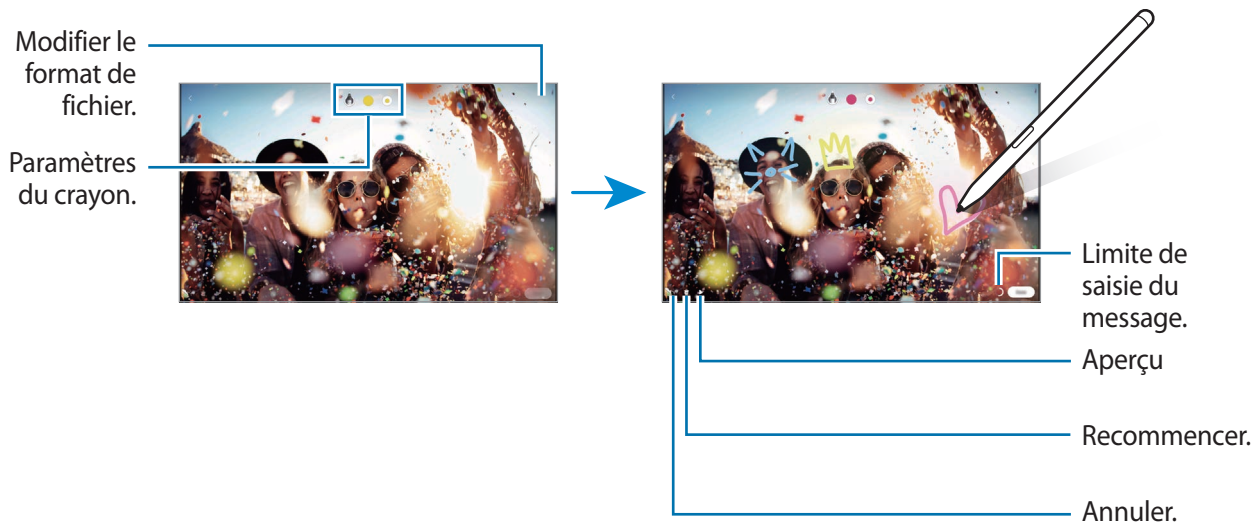 Modifier le
format de
fichier.
Paramètres
du crayon.
Limite de
saisie du
message.
Aperçu
Recommencer.
Annuler.